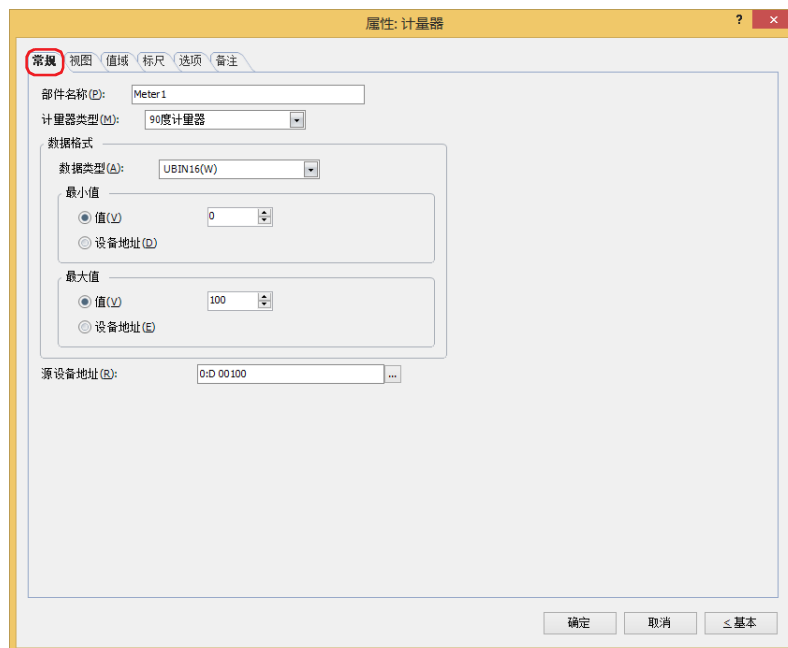 属性: 计量器
? ×
常规 视图 值域 标尺 选项 备注
部件名称(P): Meter1
计量器类型(M): 90度计量器
数据格式
数据类型(A): UBIN16(W)
最小值
值(V) 0
设备地址(D)
最大值
值(V) 100
设备地址(E)
源设备地址(R): 0:D 00100 ...
确定 取消 ≤基本